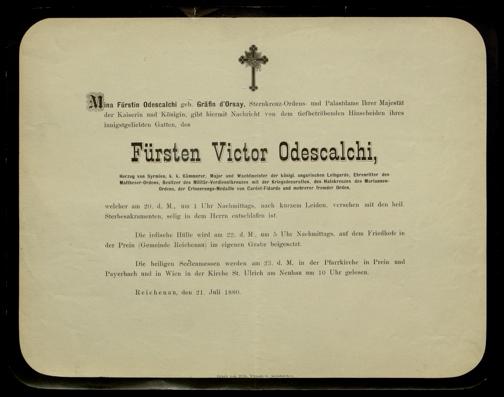 Mina Fürstin Odescalchi geb. Gräfin d'Orsay, Sternkreuz-Ordens- und Palastdame Ihrer Majestät
der Kaiserin und Königin, gibt hiermit Nachricht von dem tiefbetrübenden Hinscheiden ihres
innigstgeliebten Gatten, des
Fürsten Victor Odescalchi,
Herzog von Syrmien, k. k. Kämmerer, Major und Wachtmeister der königl. ungarischen Leibgarde, Ehrenritter des
Maltheser-Ordens, Besitzer des Militär-Verdienstkreuzes mit der Kriegsdecoration, des Halskreuzes des Marianen-
Ordens, der Erinnerungs-Medaille von Castel-Fidardo und mehrerer fremder Orden,
welcher am 20. d. M., um 1 Uhr Nachmittags, nach kurzem Leiden, versehen mit den heil.
Sterbesakramenten, selig in dem Herrn entschlafen ist.
Die irdische Hülle wird am 22. d. M., um 5 Uhr Nachmittags, auf dem Friedhofe in
der Prein (Gemeinde Reichenau) im eigenen Grabe beigesetzt.
Die heiligen Seelenmessen werden am 23. d. M. in der Pfarrkirche in Prein und
Payerbach und in Wien in der Kirche St. Ulrich am Neubau um 10 Uhr gelesen.
Reichenau, den 21. Juli 1880.